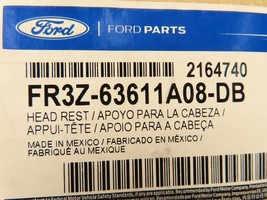 Ford
FORD PARTS
2164740
FR3Z-63611A08-DB
HEAD REST / APOYO PARA LA CABEZA /
APPUI-TÊTE / APOIO PARA A CABEÇA
MADE IN MEXICO / FABRICADO EN MÉXICO /
FABRIQUÉ AU MEXIQUE